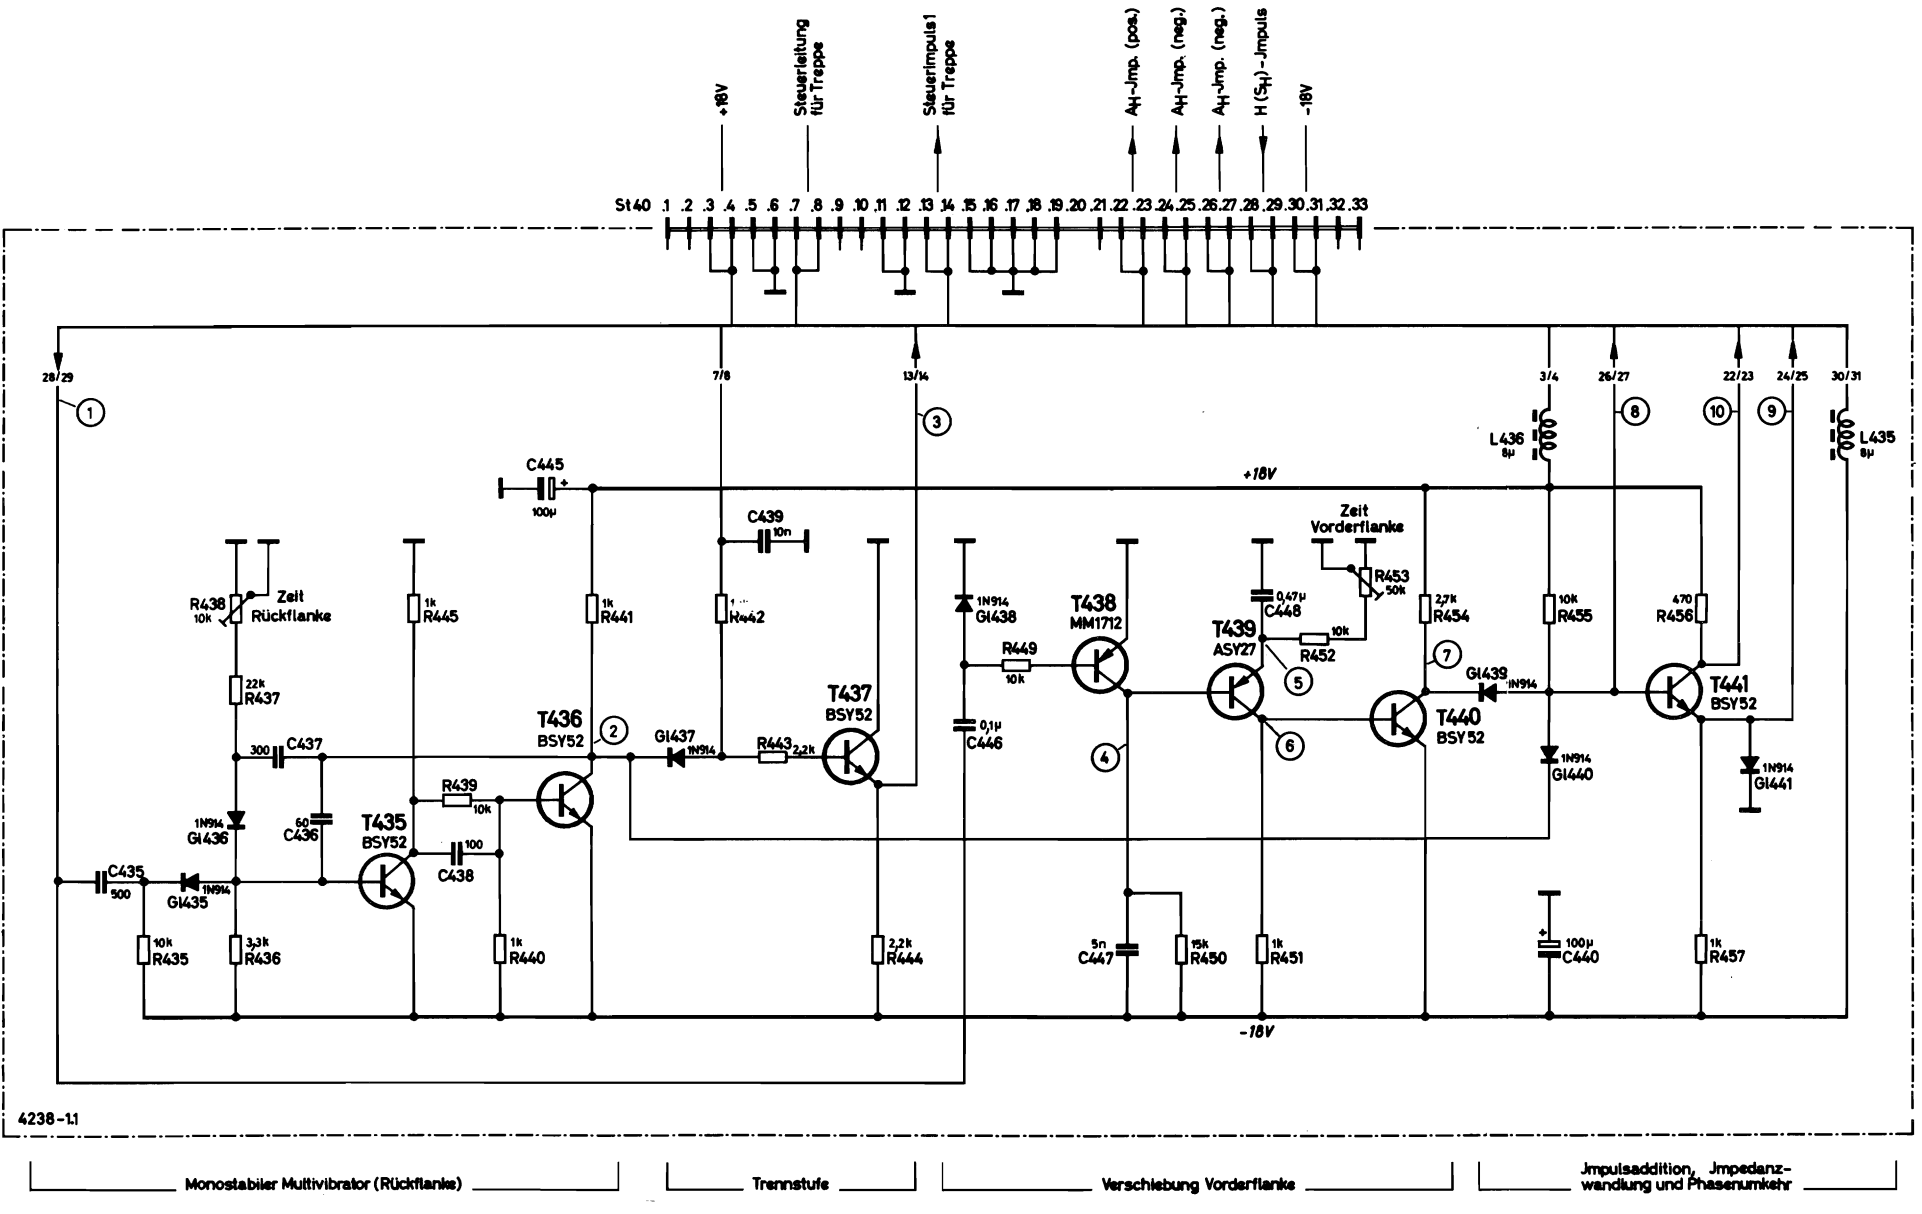 +18V
Steuerleitung
für Treppe
Steuerimpuls 1
für Treppe
AH-Jmp. (pos.)
AH-Jmp. (neg.)
AH-Jmp. (neg.)
H (SH) - Jmpuls
-18V
St40 .1 .2 .3 .4 .5 .6 .7 .8 .9 .10 .11 .12 .13 .14 .15 .16 .17 .18 .19 .20 .21 .22 .23 .24 .25 .26 .27 .28 .29 .30 .31 .32 .33
28/29
7/8
13/14
3/4
26/27
22/23
24/25
30/31
1
3
8
10
9
L436
8µ
L435
8µ
C445
+
100µ
+18V
C439
10n
Zeit
Vorderflanke
R438
10k
Zeit
Rückflanke
1k
R445
1k
R441
R442
1N914
Gl438
T438
MM1712
0,47µ
C448
R453
50k
2,7k
R454
10k
R455
470
R456
T439
ASY27
10k
R452
R449
10k
5
7
22k
R437
T437
BSY52
Gl439
1N914
T441
BSY52
T436
BSY52
2
Gl437
1N914
R443
2,2k
0,1µ
C446
4
6
T440
BSY52
300
C437
1N914
Gl440
1N914
Gl441
R439
10k
1N914
Gl436
60
C436
T435
BSY52
100
C438
C435
500
1N914
Gl435
10k
R435
3,3k
R436
1k
R440
2,2k
R444
5n
C447
15k
R450
1k
R451
+
100µ
C440
1k
R457
-18V
4238-1.1
Monostabiler Multivibrator (Rückflanke)
Trennstufe
Verschiebung Vorderflanke
Jmpulsaddition, Jmpedanz-
wandlung und Phasenumkehr